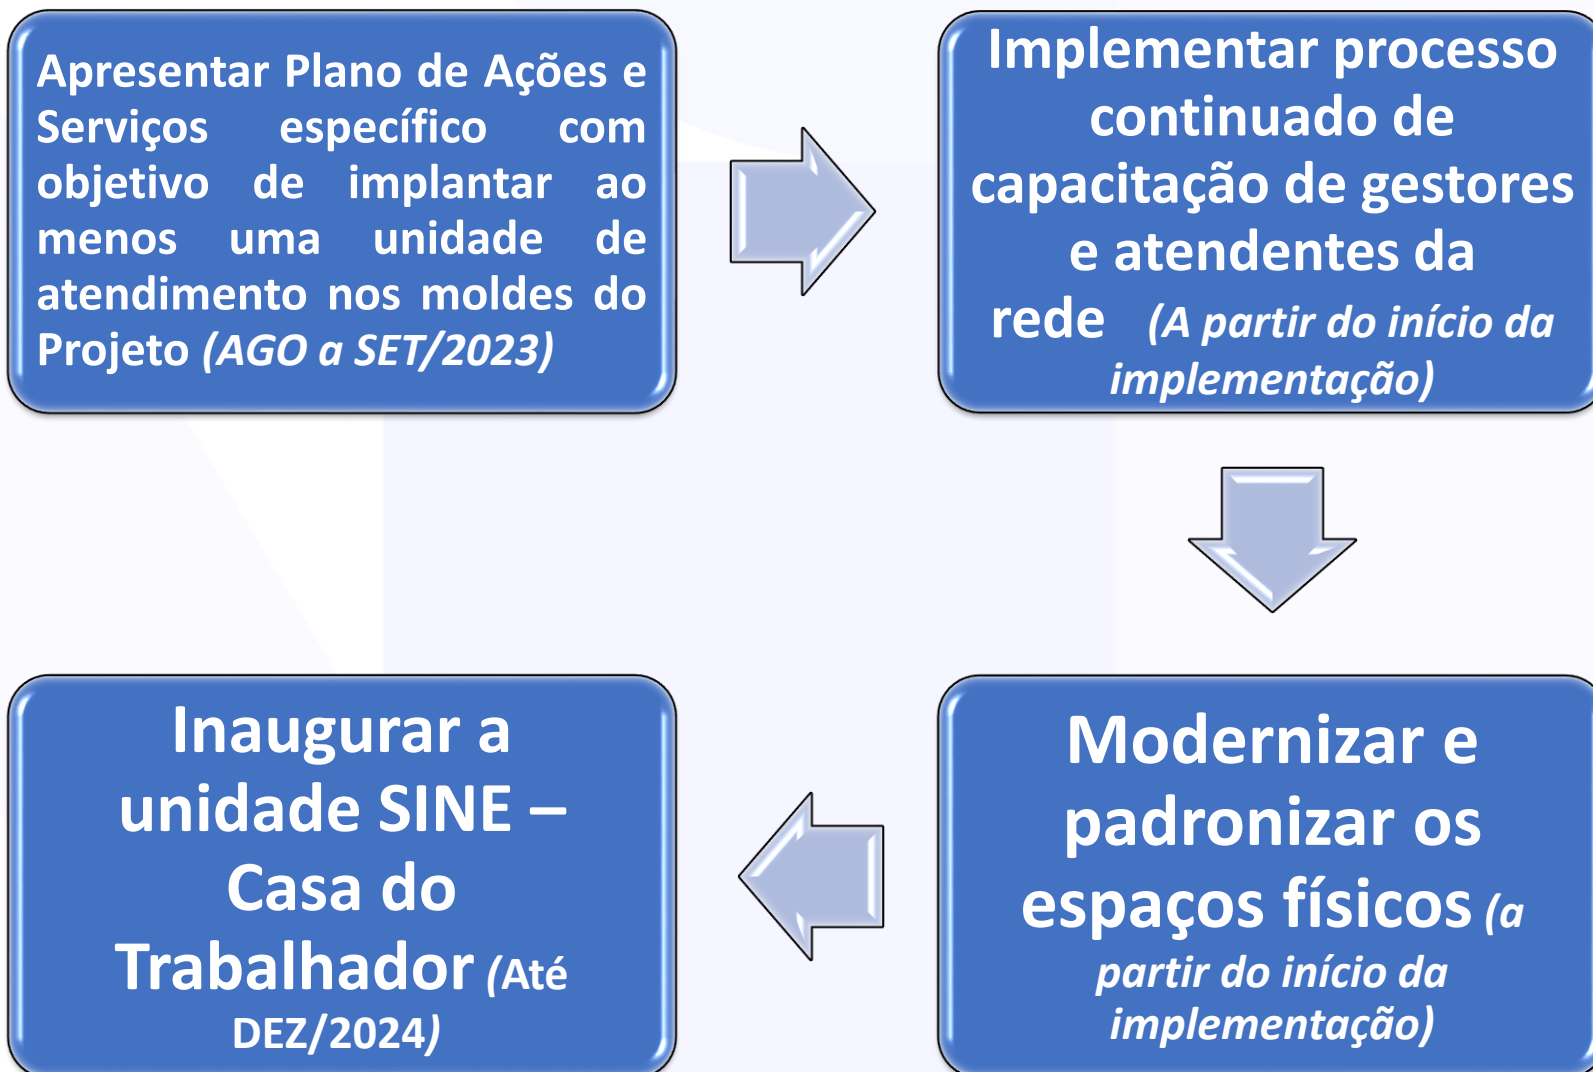 Apresentar Plano de Ações e
Serviços específico com
objetivo de implantar ao
menos uma unidade de
atendimento nos moldes do
Projeto (AGO a SET/2023)
Implementar processo
continuado de
capacitação de gestores
e atendentes da
rede (A partir do início da
implementação)
Modernizar e
padronizar os
espaços físicos (a
partir do início da
implementação)
Inaugurar a
unidade SINE –
Casa do
Trabalhador (Até
DEZ/2024)